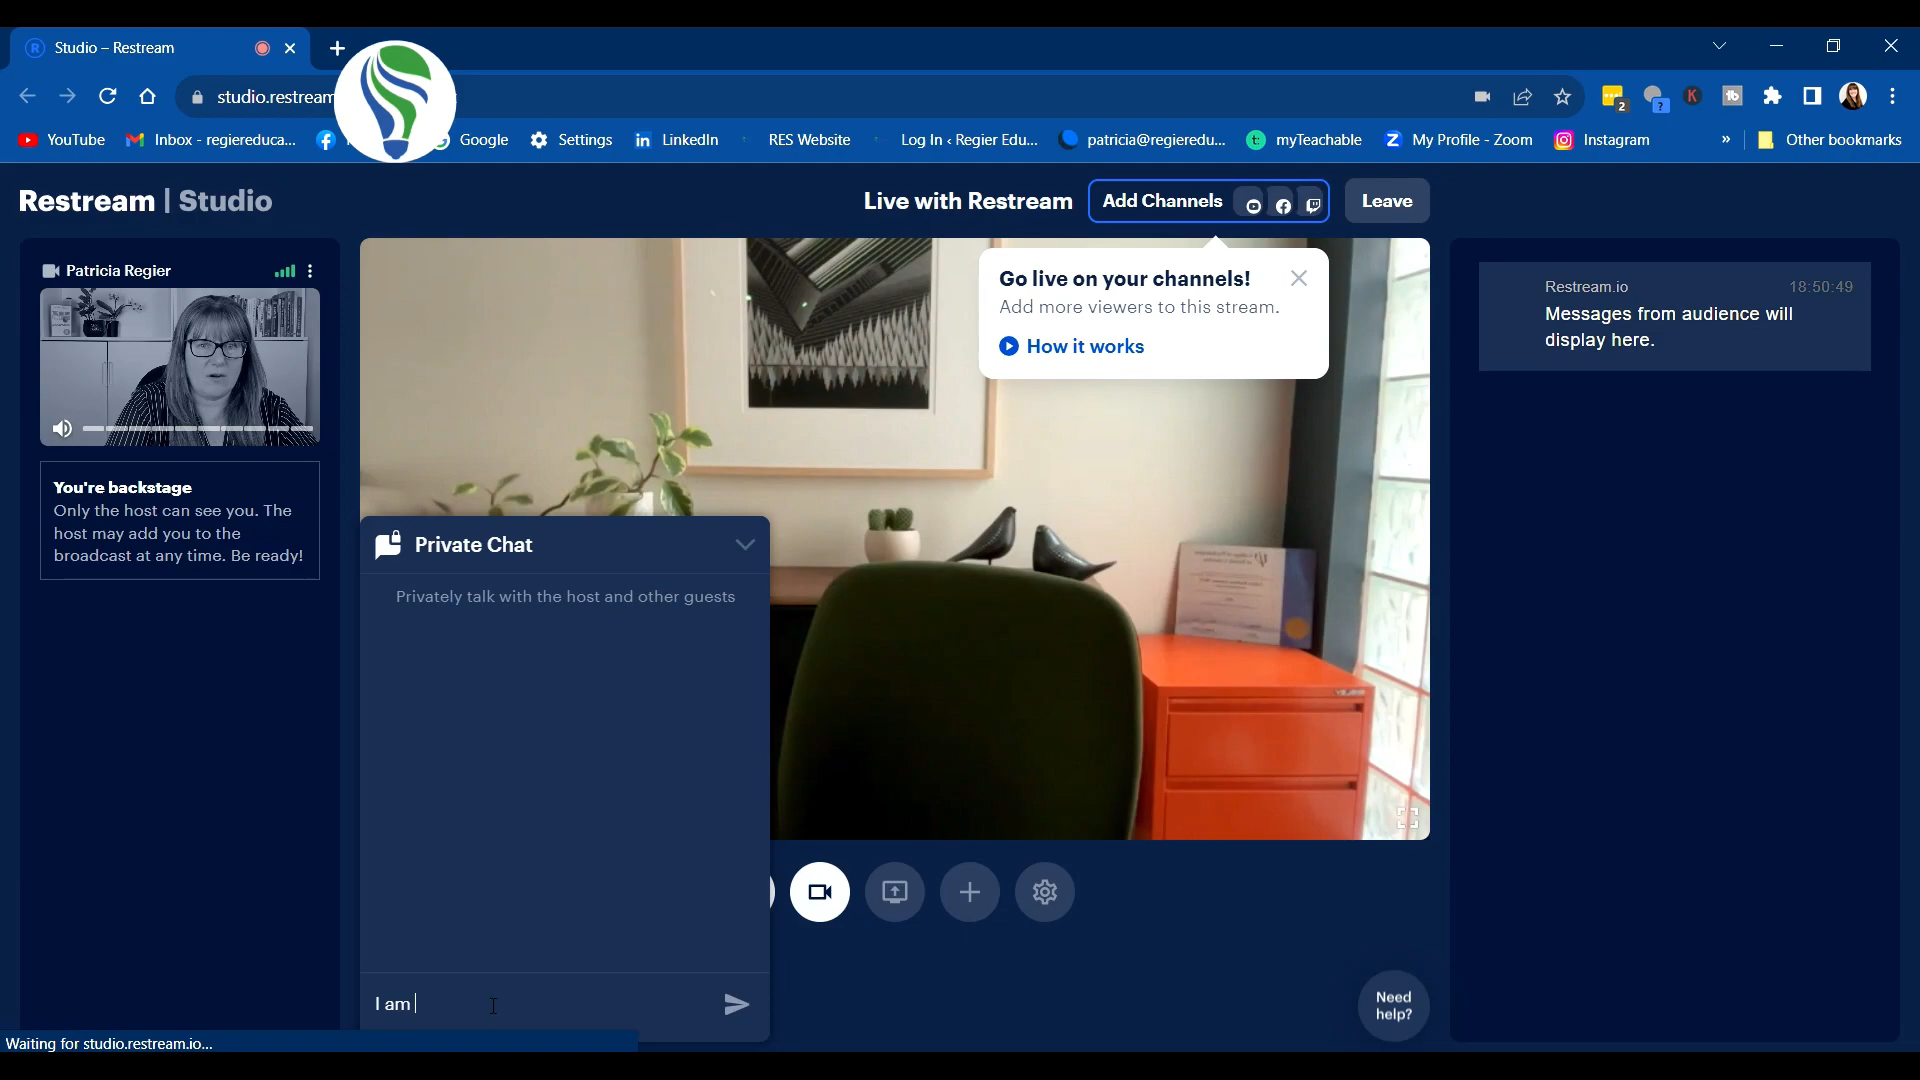 Studio – Restream
studio.restream
2
?
K
YouTube
Inbox - regiereduca...
Google
Settings
LinkedIn
RES Website
Log In ‹ Regier Edu...
patricia@regieredu...
myTeachable
My Profile - Zoom
Instagram
»
Other bookmarks
Restream | Studio
Live with Restream
Add Channels
Leave
Patricia Regier
You're backstage
Only the host can see you. The
host may add you to the
broadcast at any time. Be ready!
Go live on your channels!
Add more viewers to this stream.
How it works
Restream.io
18:50:49
Messages from audience will
display here.
Private Chat
Privately talk with the host and other guests
I am
Need
help?
Waiting for studio.restream.io...